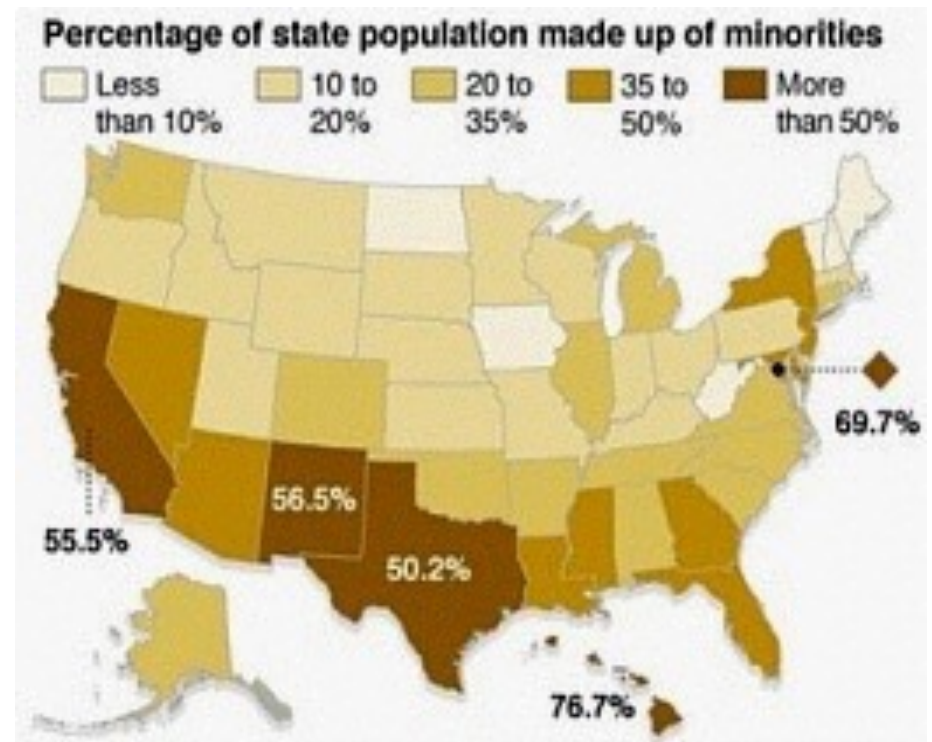 Percentage of state population made up of minorities
Less than 10%
10 to 20%
20 to 35%
35 to 50%
More than 50%
69.7%
56.5%
55.5%
50.2%
76.7%